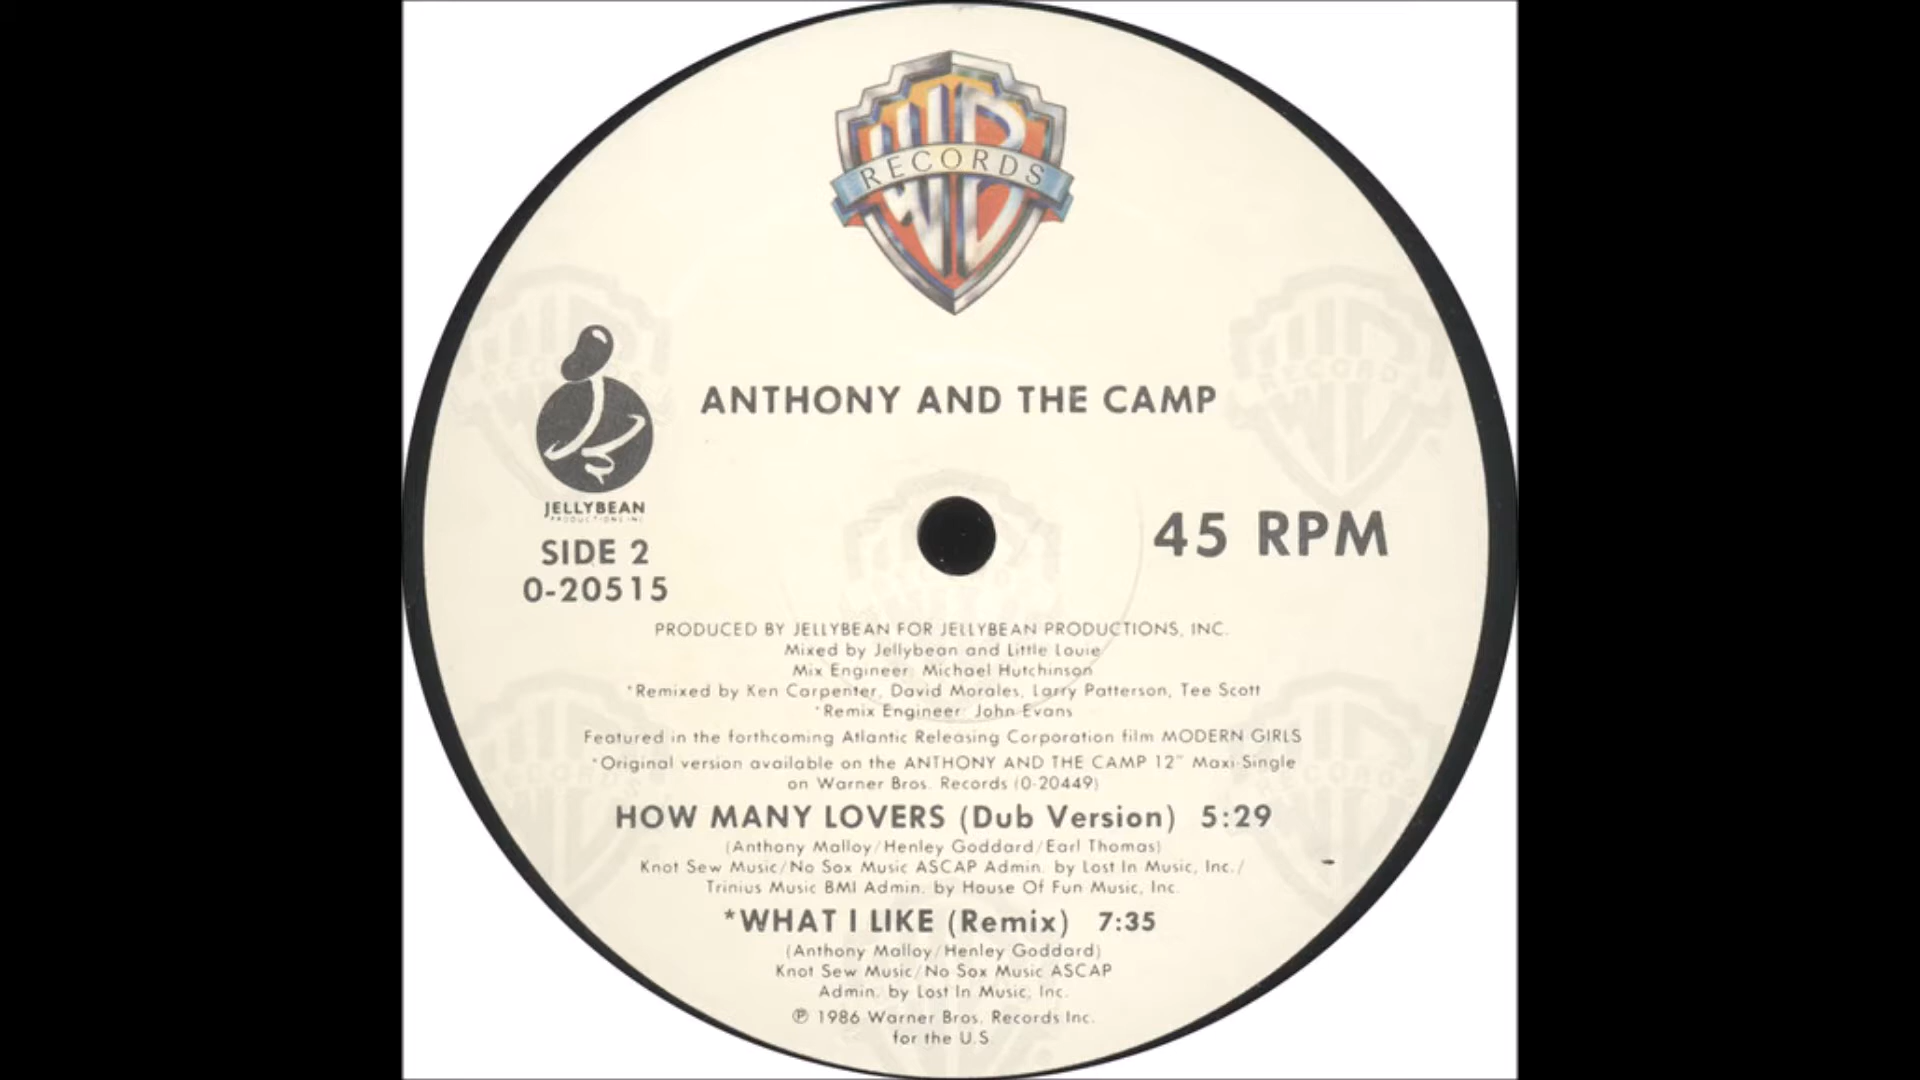 WB
RECORDS
ANTHONY AND THE CAMP
JELLYBEAN
PRODUCTIONS INC.
SIDE 2
0-20515
45 RPM
PRODUCED BY JELLYBEAN FOR JELLYBEAN PRODUCTIONS, INC.
Mixed by Jellybean and Little Louie
Mix Engineer: Michael Hutchinson
*Remixed by Ken Carpenter, David Morales, Larry Patterson, Tee Scott
*Remix Engineer: John Evans
Featured in the forthcoming Atlantic Releasing Corporation film MODERN GIRLS
*Original version available on the ANTHONY AND THE CAMP 12" Maxi-Single
on Warner Bros. Records (0-20449)
HOW MANY LOVERS (Dub Version) 5:29
(Anthony Malloy/Henley Goddard/Earl Thomas)
Knot Sew Music/No Sox Music ASCAP Admin. by Lost In Music, Inc./
Trinius Music BMI Admin. by House Of Fun Music, Inc.
*WHAT I LIKE (Remix) 7:35
(Anthony Malloy/Henley Goddard)
Knot Sew Music/No Sox Music ASCAP
Admin. by Lost In Music, Inc.
℗ 1986 Warner Bros. Records Inc.
for the U.S.